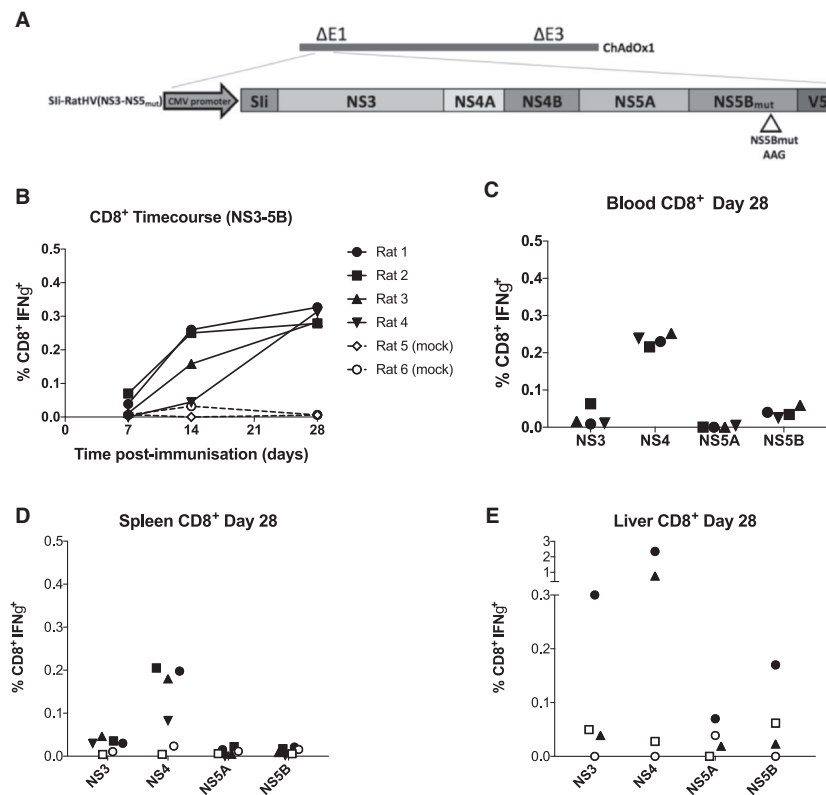 A
ΔE1 ΔE3
ChAdOx1
SIi-RatHV(NS3-NS5mut) CMV promoter SIi NS3 NS4A NS4B NS5A NS5Bmut V5
NS5Bmut
AAG
B
CD8⁺ Timecourse (NS3-5B)
% CD8⁺ IFNg⁺
0.5
0.4
0.3
0.2
0.1
0.0
0 7 14 21 28
Time post-immunisation (days)
Rat 1
Rat 2
Rat 3
Rat 4
Rat 5 (mock)
Rat 6 (mock)
C
Blood CD8⁺ Day 28
% CD8⁺ IFNg⁺
0.5
0.4
0.3
0.2
0.1
0.0
NS3 NS4 NS5A NS5B
D
Spleen CD8⁺ Day 28
% CD8⁺ IFNg⁺
0.5
0.4
0.3
0.2
0.1
0.0
NS3 NS4 NS5A NS5B
E
Liver CD8⁺ Day 28
% CD8⁺ IFNg⁺
3
2
1
0.3
0.2
0.1
0.0
NS3 NS4 NS5A NS5B